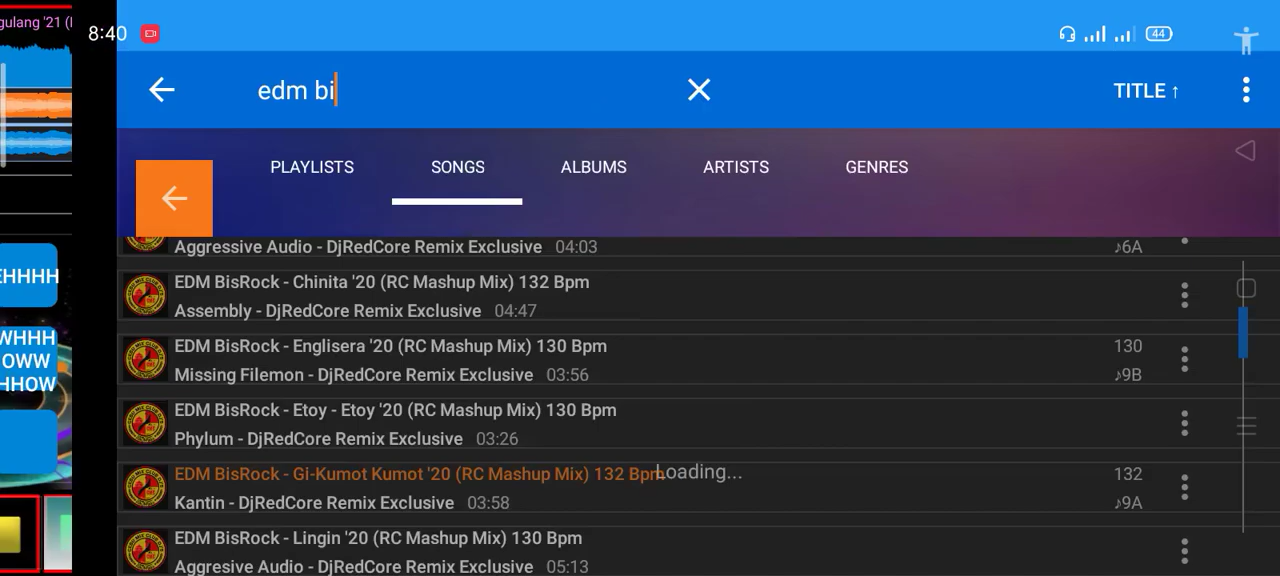 gulang '21 (
8:40
44
edm bi
TITLE ↑
PLAYLISTS
SONGS
ALBUMS
ARTISTS
GENRES
Aggressive Audio - DjRedCore Remix Exclusive 04:03
♪6A
EDM BisRock - Chinita '20 (RC Mashup Mix) 132 Bpm
Assembly - DjRedCore Remix Exclusive 04:47
EDM BisRock - Englisera '20 (RC Mashup Mix) 130 Bpm
130
Missing Filemon - DjRedCore Remix Exclusive 03:56
♪9B
EDM BisRock - Etoy - Etoy '20 (RC Mashup Mix) 130 Bpm
Phylum - DjRedCore Remix Exclusive 03:26
EDM BisRock - Gi-Kumot Kumot '20 (RC Mashup Mix) 132 Bpm
Loading...
132
Kantin - DjRedCore Remix Exclusive 03:58
♪9A
EDM BisRock - Lingin '20 (RC Mashup Mix) 130 Bpm
Aggresive Audio - DjRedCore Remix Exclusive 05:13
EHHHH
WHHH
OWW
HHOW